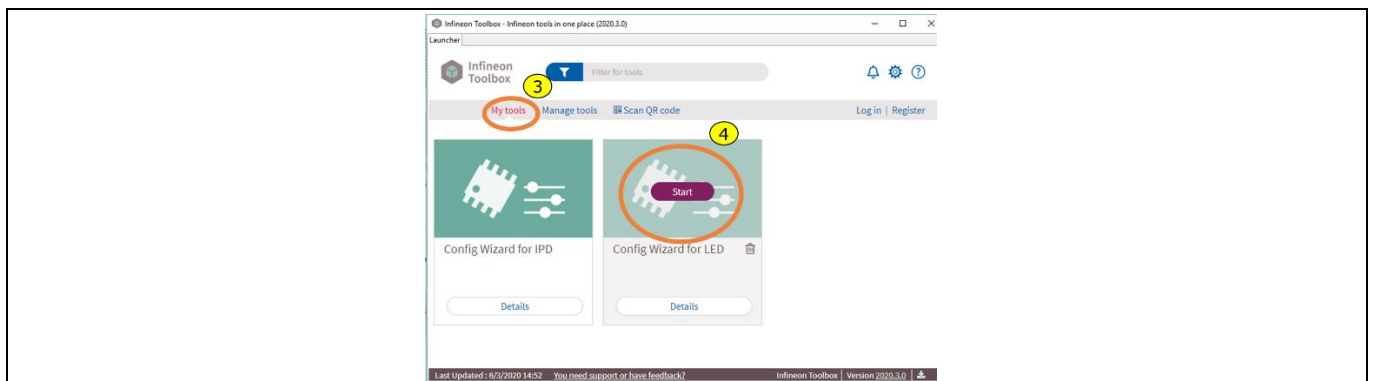 Infineon Toolbox - Infineon tools in one place (2020.3.0)
Launcher
Infineon
Toolbox
Filter for tools
3
My tools Manage tools Scan QR code Log in | Register
4
Start
Config Wizard for IPD
Config Wizard for LED
Details
Details
Last Updated : 6/3/2020 14:52 You need support or have feedback? Infineon Toolbox | Version 2020.3.0